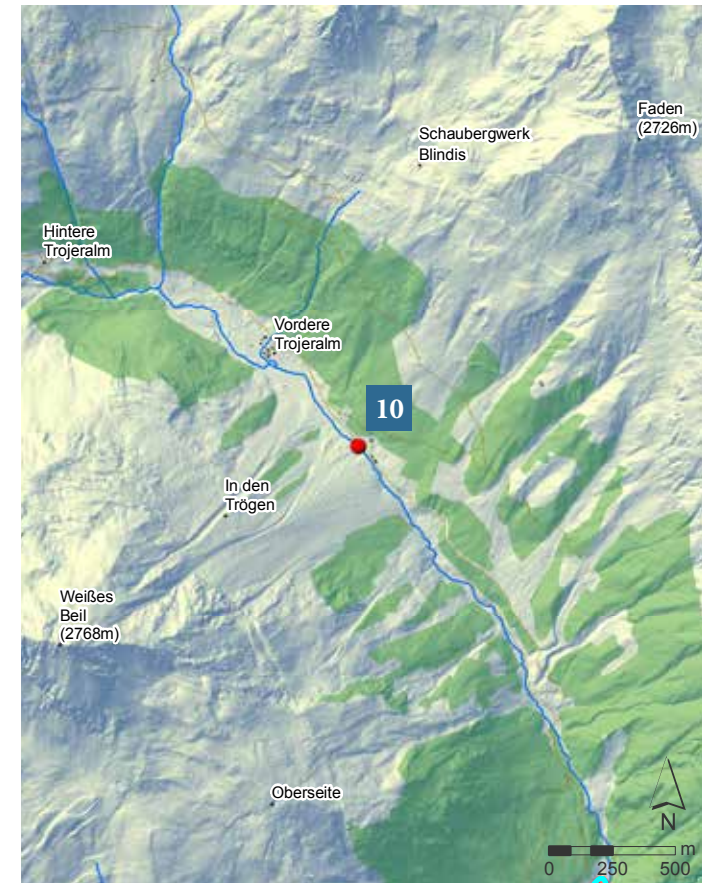 Faden
(2726m)
Schaubergwerk
Blindis
Hintere
Trojeralm
Vordere
Trojeralm
10
In den
Trögen
Weißes
Beil
(2768m)
Oberseite
N
m
0 250 500